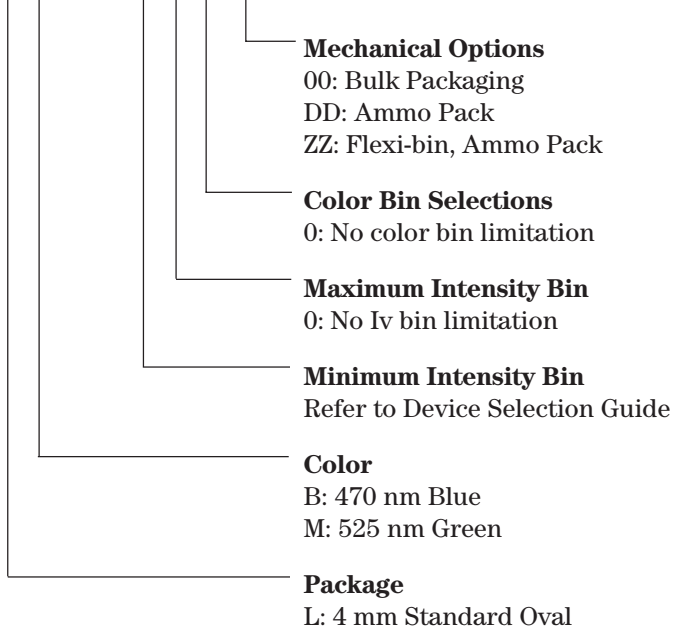 Mechanical Options
00: Bulk Packaging
DD: Ammo Pack
ZZ: Flexi-bin, Ammo Pack
Color Bin Selections
0: No color bin limitation
Maximum Intensity Bin
0: No Iv bin limitation
Minimum Intensity Bin
Refer to Device Selection Guide
Color
B: 470 nm Blue
M: 525 nm Green
Package
L: 4 mm Standard Oval